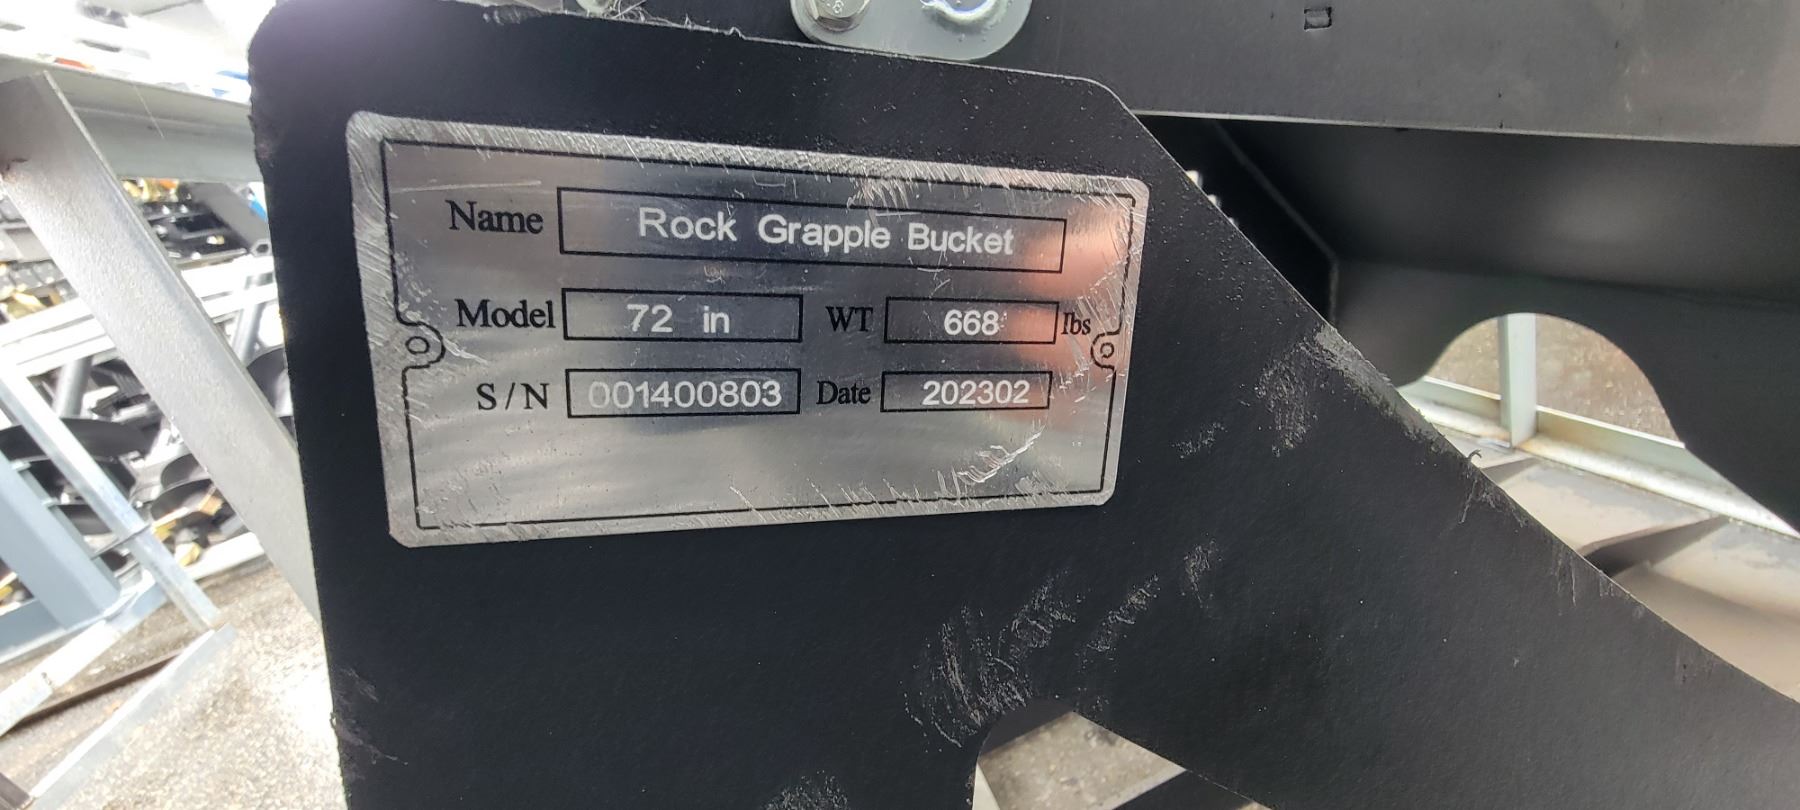 Name Rock Grapple Bucket
Model 72 in WT 668 lbs
S/N 001400803 Date 202302